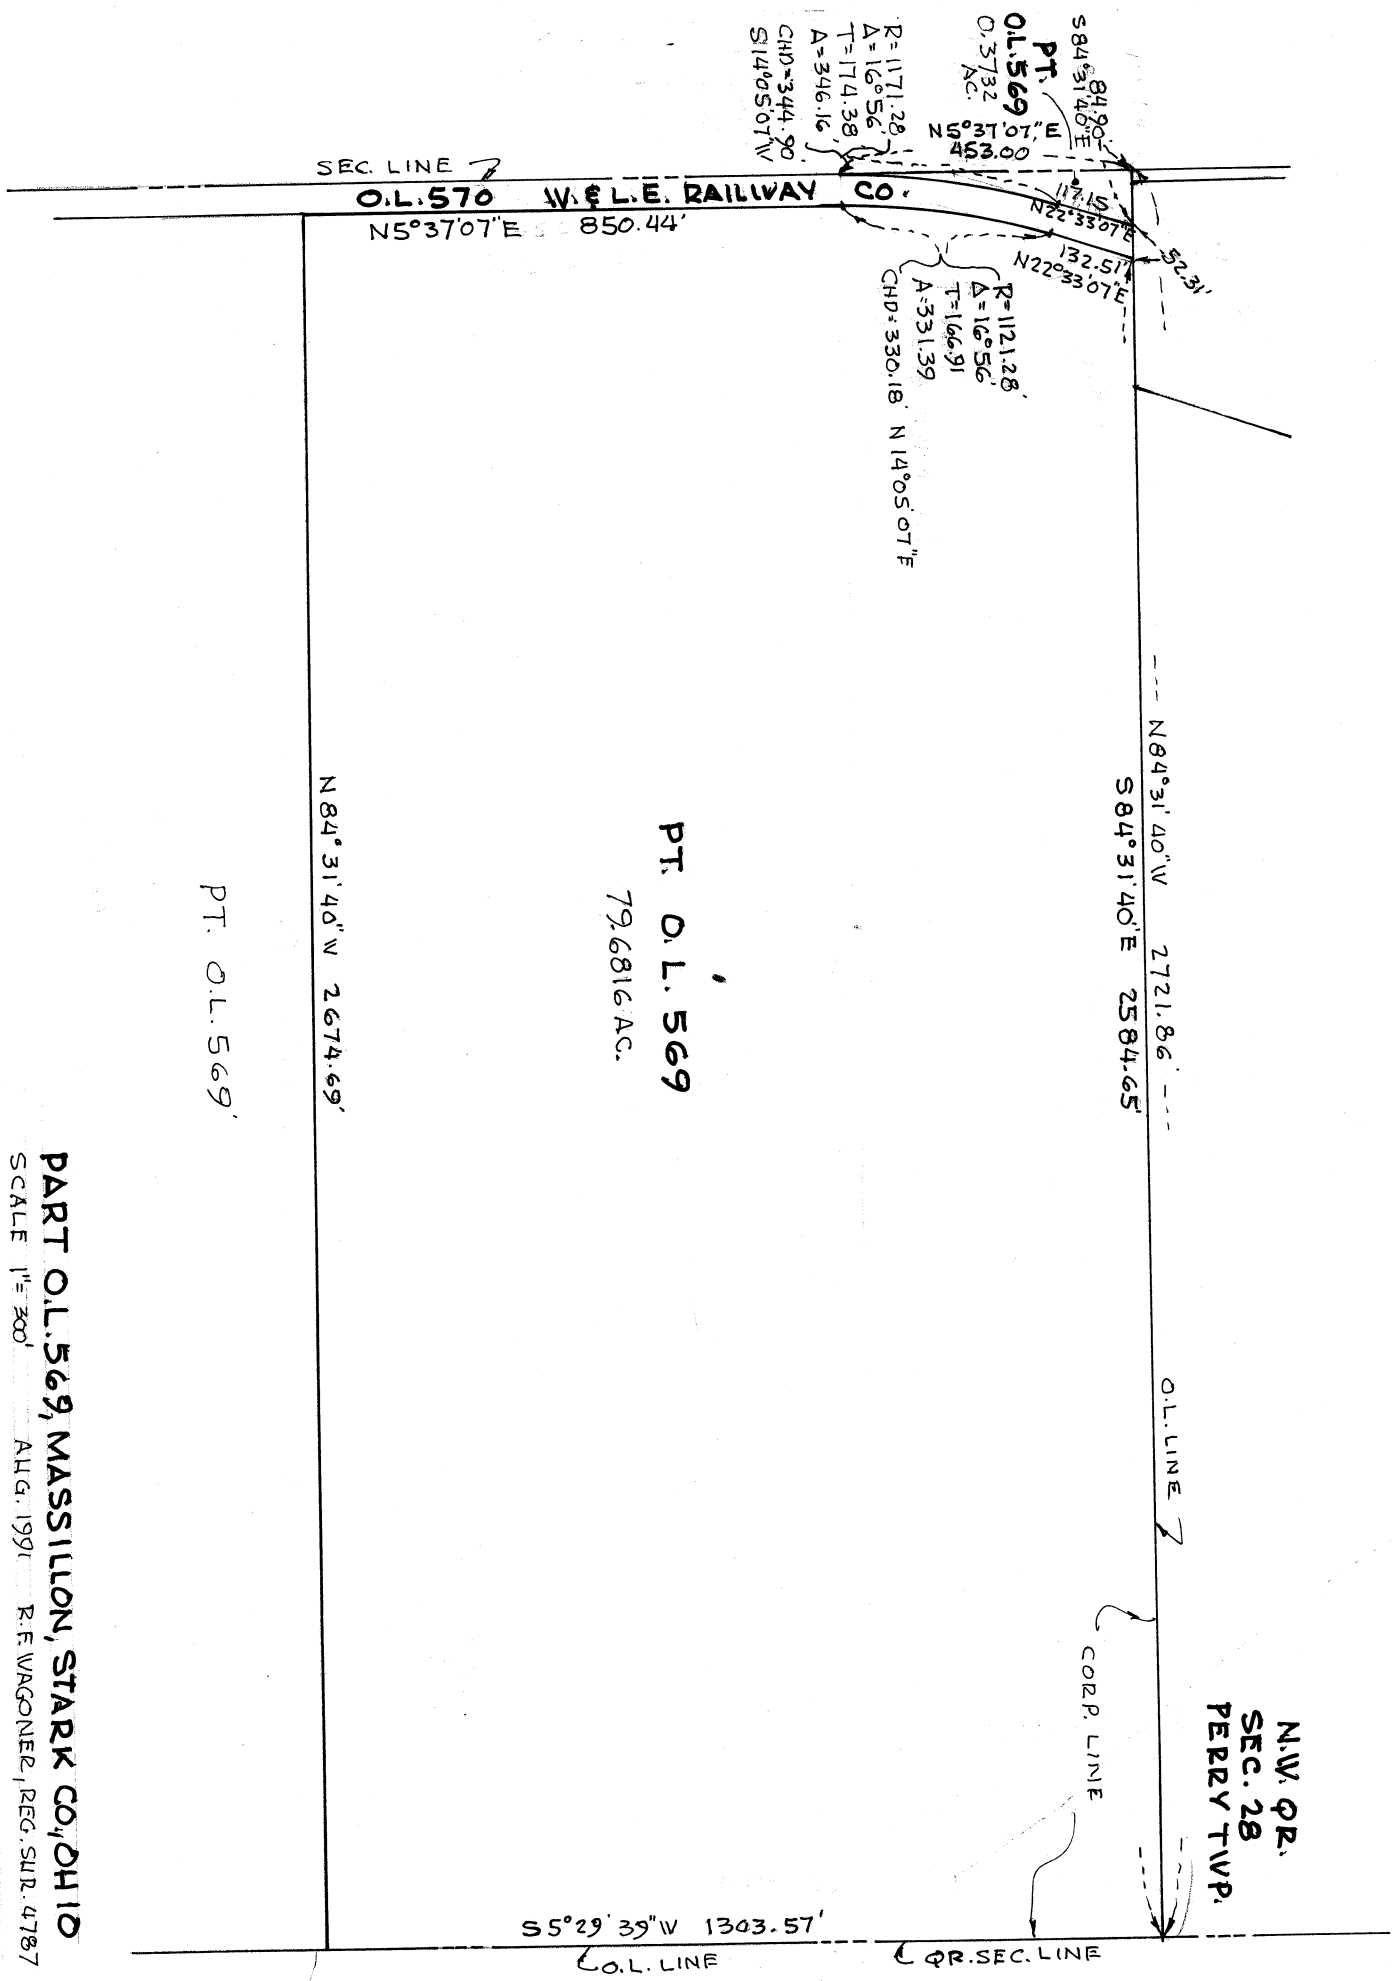 S84°31'40"E
84.90'
PT.
O.L.569
0.3732
AC.
N5°37'07"E
453.00
R=1171.28'
Δ=16°56'
T=174.38
A=346.16
CHD=344.90'
S14°05'07"W
SEC. LINE
O.L.570 W.&L.E. RAILWAY CO.
N5°37'07"E 850.44'
117.15
N22°33'07"E
132.51'
N22°33'07"E
52.31'
R=1121.28'
Δ=16°56'
T=166.91
A=331.39
CHD=330.18' N14°05'07"E
N84°31'40"W 2721.86'
S84°31'40"E 2584.65'
PT. O.L. 569
79.6816 AC.
N84°31'40"W 2674.69'
PT. O.L. 569
O.L. LINE
CORP. LINE
N.W. QR.
SEC. 28
PERRY TWP.
S5°29'39"W 1303.57'
O.L. LINE
QR. SEC. LINE
PART O.L.569, MASSILLON, STARK CO., OHIO
SCALE 1"=300' AUG. 1991 R.F. WAGONER, REG. SUR. 4787